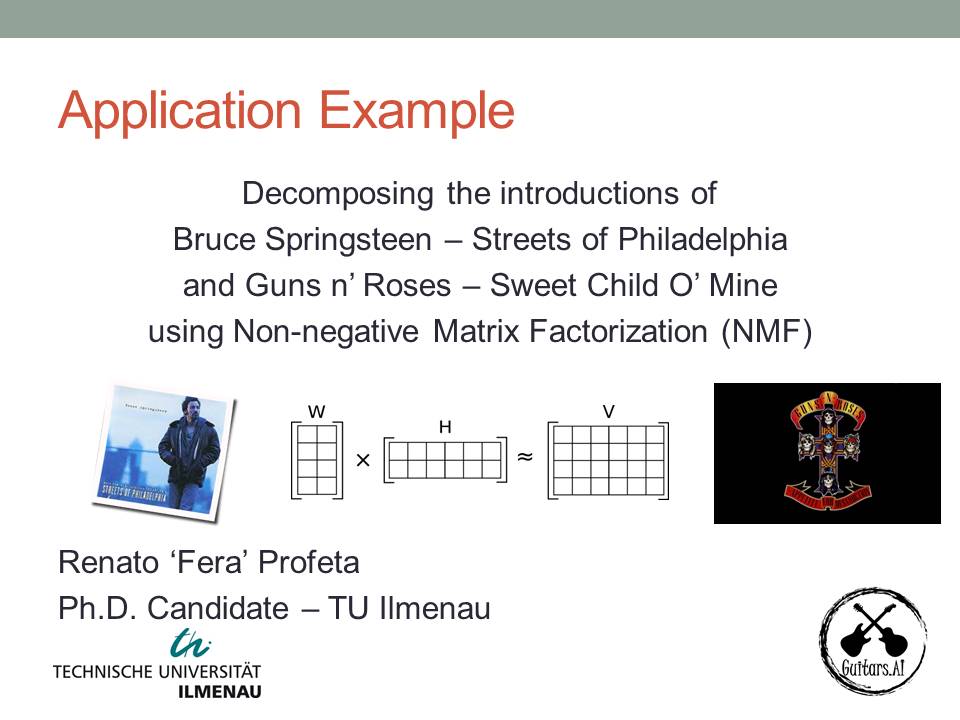 Application Example
Decomposing the introductions of
Bruce Springsteen – Streets of Philadelphia
and Guns n’ Roses – Sweet Child O’ Mine
using Non-negative Matrix Factorization (NMF)
Bruce Springsteen
STREETS OF PHILADELPHIA
W
×
H
≈
V
GUNS N' ROSES
Renato ‘Fera’ Profeta
Ph.D. Candidate – TU Ilmenau
th
TECHNISCHE UNIVERSITÄT
ILMENAU
Guitars.AI